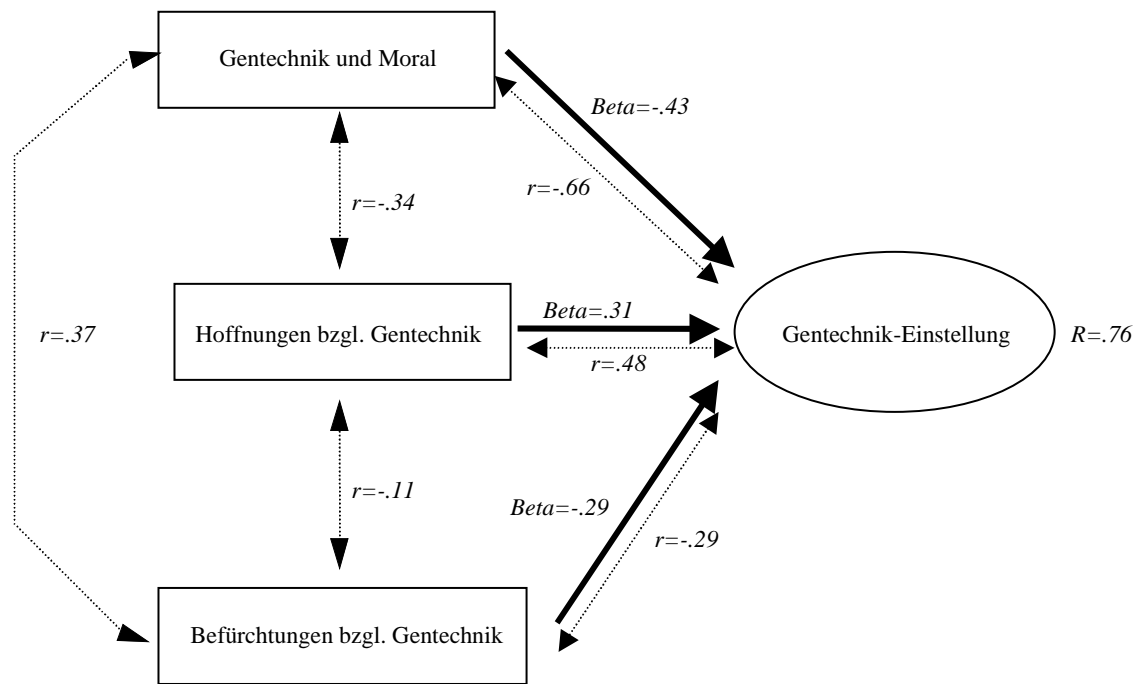 Gentechnik und Moral
Beta=-.43
r=-.66
r=-.34
Beta=.31
Hoffnungen bzgl. Gentechnik
r=.37
Gentechnik-Einstellung
R=.76
r=.48
r=-.11
Beta=-.29
r=-.29
Befürchtungen bzgl. Gentechnik